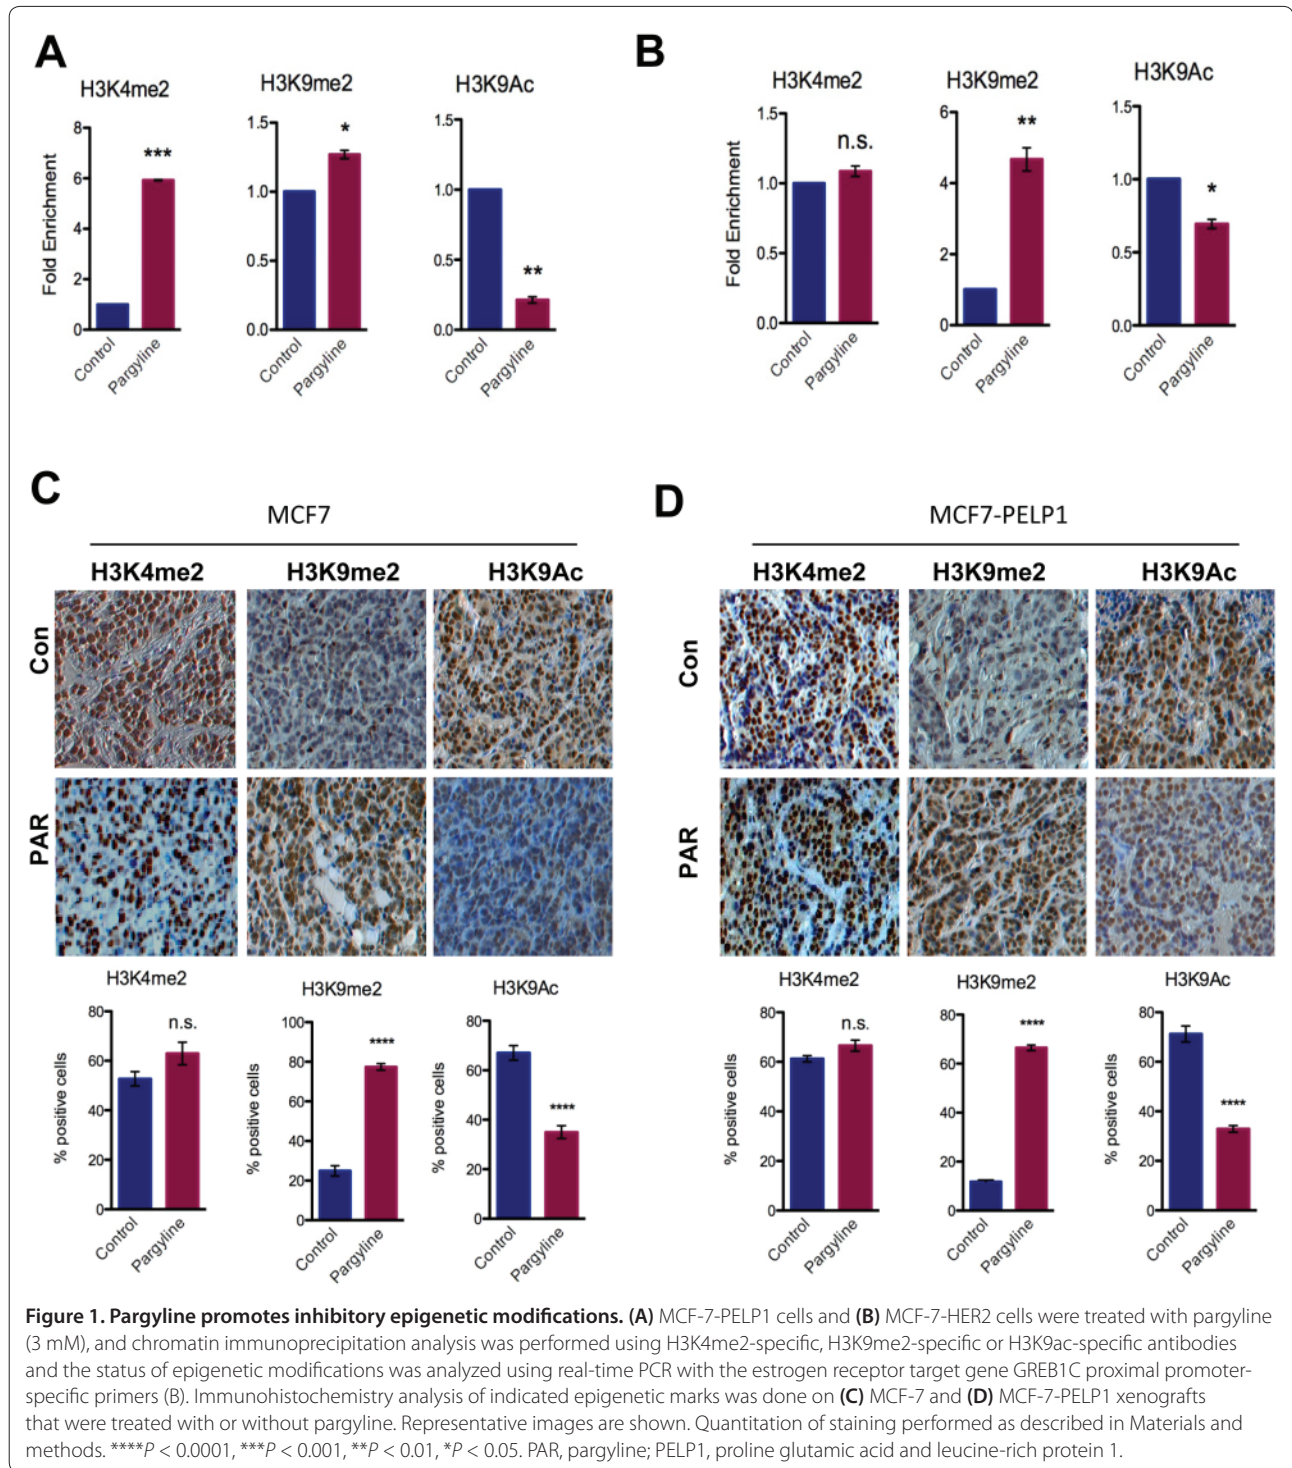 A
H3K4me2
H3K9me2
H3K9Ac
Fold Enrichment
8
6
4
2
0
***
Control
Pargyline
1.5
1.0
0.5
0.0
*
Control
Pargyline
1.5
1.0
0.5
0.0
**
Control
Pargyline
B
H3K4me2
H3K9me2
H3K9Ac
Fold Enrichment
1.5
1.0
0.5
0.0
n.s.
Control
Pargyline
6
4
2
0
**
Control
Pargyline
1.5
1.0
0.5
0.0
*
Control
Pargyline
C
MCF7
H3K4me2 H3K9me2 H3K9Ac
Con
PAR
H3K4me2
% positive cells
80
60
40
20
0
n.s.
Control
Pargyline
H3K9me2
% positive cells
100
80
60
40
20
0
****
Control
Pargyline
H3K9Ac
% positive cells
80
60
40
20
0
****
Control
Pargyline
D
MCF7-PELP1
H3K4me2 H3K9me2 H3K9Ac
Con
PAR
H3K4me2
% positive cells
80
60
40
20
0
n.s.
Control
Pargyline
H3K9me2
% positive cells
80
60
40
20
0
****
Control
Pargyline
H3K9Ac
% positive cells
80
60
40
20
0
****
Control
Pargyline
Figure 1. Pargyline promotes inhibitory epigenetic modifications. (A) MCF-7-PELP1 cells and (B) MCF-7-HER2 cells were treated with pargyline
(3 mM), and chromatin immunoprecipitation analysis was performed using H3K4me2-specific, H3K9me2-specific or H3K9ac-specific antibodies
and the status of epigenetic modifications was analyzed using real-time PCR with the estrogen receptor target gene GREB1C proximal promoter-
specific primers (B). Immunohistochemistry analysis of indicated epigenetic marks was done on (C) MCF-7 and (D) MCF-7-PELP1 xenografts
that were treated with or without pargyline. Representative images are shown. Quantitation of staining performed as described in Materials and
methods. ****P < 0.0001, ***P < 0.001, **P < 0.01, *P < 0.05. PAR, pargyline; PELP1, proline glutamic acid and leucine-rich protein 1.